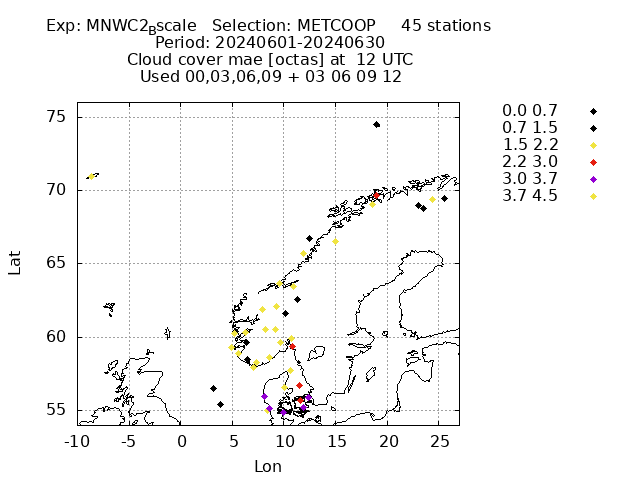 Exp: MNWC2_Bscale   Selection: METCOOP     45 stations
Period: 20240601-20240630
Cloud cover mae [octas] at  12 UTC
Used 00,03,06,09 + 03 06 09 12
0.0 0.7
0.7 1.5
1.5 2.2
2.2 3.0
3.0 3.7
3.7 4.5
75
70
65
60
55
Lat
-10 -5 0 5 10 15 20 25
Lon